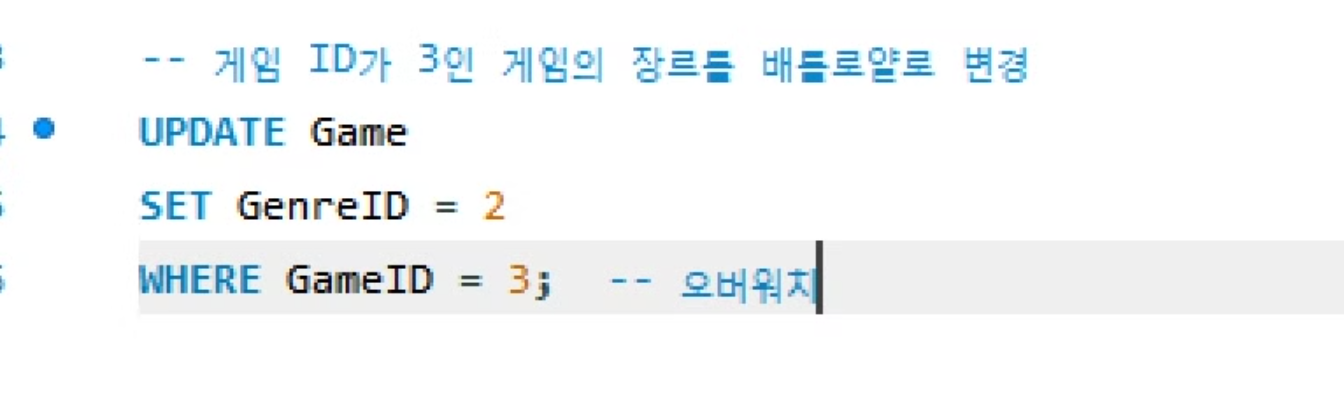 -- 게임 ID가 3인 게임의 장르를 배틀로얄로 변경
UPDATE Game
SET GenreID = 2
WHERE GameID = 3;  -- 오버워치